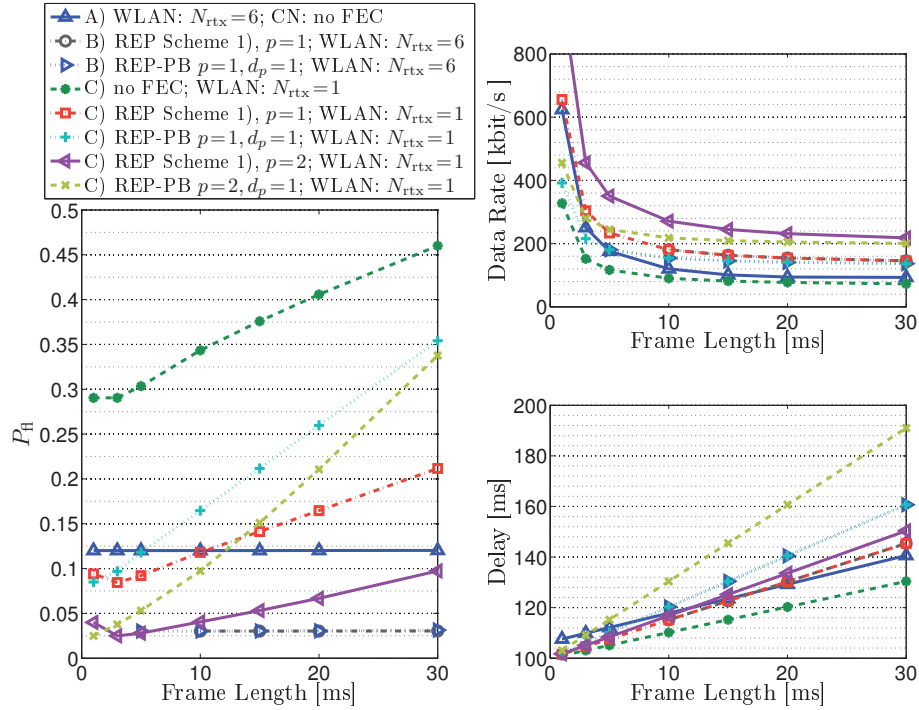 A) WLAN: N_rtx=6; CN: no FEC
B) REP Scheme 1), p=1; WLAN: N_rtx=6
B) REP-PB p=1, d_p=1; WLAN: N_rtx=6
C) no FEC; WLAN: N_rtx=1
C) REP Scheme 1), p=1; WLAN: N_rtx=1
C) REP-PB p=1, d_p=1; WLAN: N_rtx=1
C) REP Scheme 1), p=2; WLAN: N_rtx=1
C) REP-PB p=2, d_p=1; WLAN: N_rtx=1
0.5
0.45
0.4
0.35
0.3
0.25
0.2
0.15
0.1
0.05
0
P_fl
0 10 20 30
Frame Length [ms]
800
600
400
200
0
Data Rate [kbit/s]
0 10 20 30
Frame Length [ms]
200
180
160
140
120
100
Delay [ms]
0 10 20 30
Frame Length [ms]